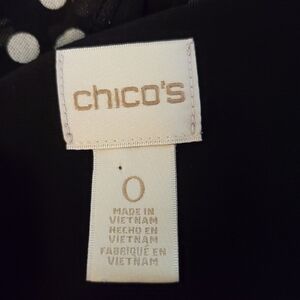 chico's
0
MADE IN
VIETNAM
HECHO EN
VIETNAM
FABRIQUÉ EN
VIETNAM